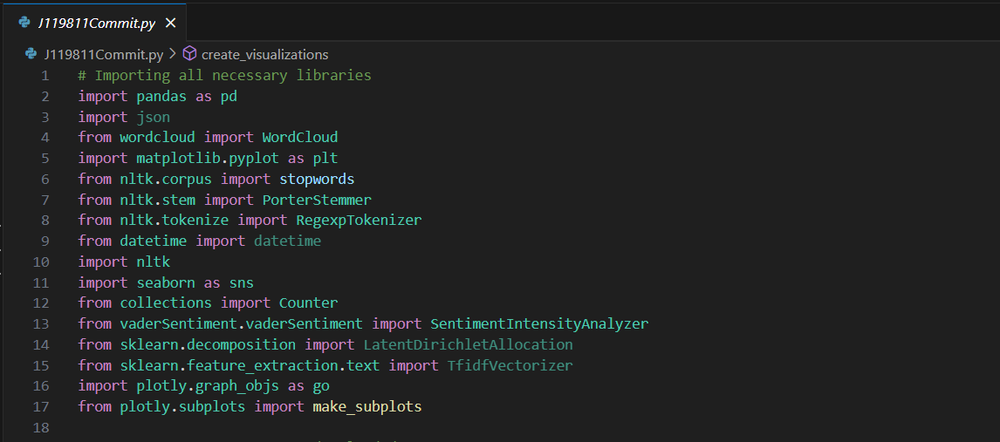 J119811Commit.py ×
J119811Commit.py > create_visualizations
1 # Importing all necessary libraries
2 import pandas as pd
3 import json
4 from wordcloud import WordCloud
5 import matplotlib.pyplot as plt
6 from nltk.corpus import stopwords
7 from nltk.stem import PorterStemmer
8 from nltk.tokenize import RegexpTokenizer
9 from datetime import datetime
10 import nltk
11 import seaborn as sns
12 from collections import Counter
13 from vaderSentiment.vaderSentiment import SentimentIntensityAnalyzer
14 from sklearn.decomposition import LatentDirichletAllocation
15 from sklearn.feature_extraction.text import TfidfVectorizer
16 import plotly.graph_objs as go
17 from plotly.subplots import make_subplots
18